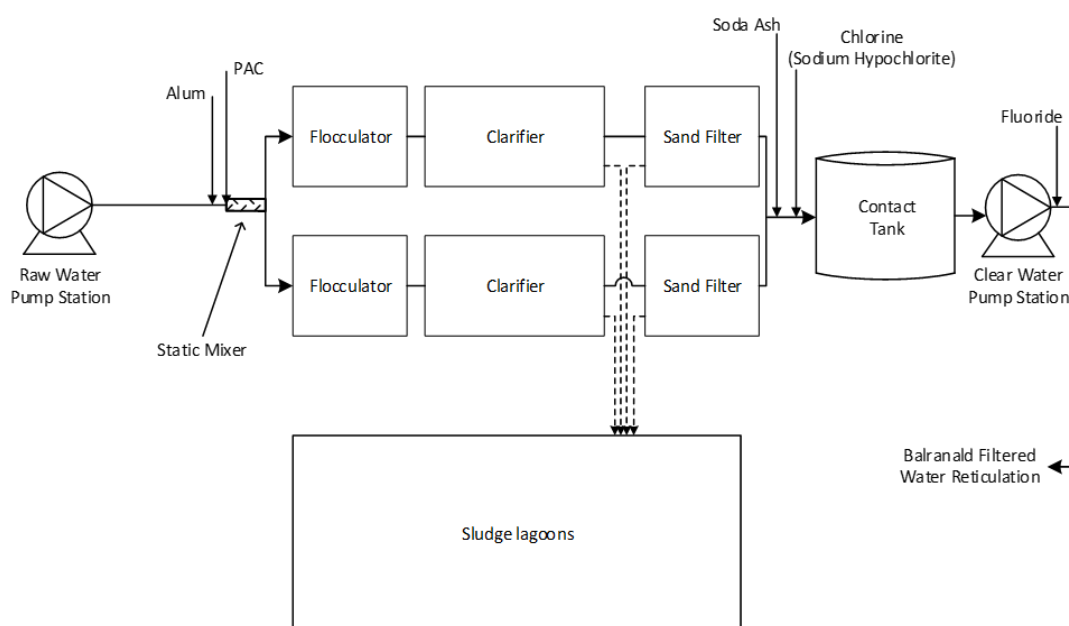 Soda Ash
Chlorine
(Sodium Hypochlorite)
PAC
Alum
Fluoride
Flocculator
Clarifier
Sand Filter
Contact
Tank
Raw Water
Pump Station
Clear Water
Pump Station
Flocculator
Clarifier
Sand Filter
Static Mixer
Balranald Filtered
Water Reticulation
Sludge lagoons